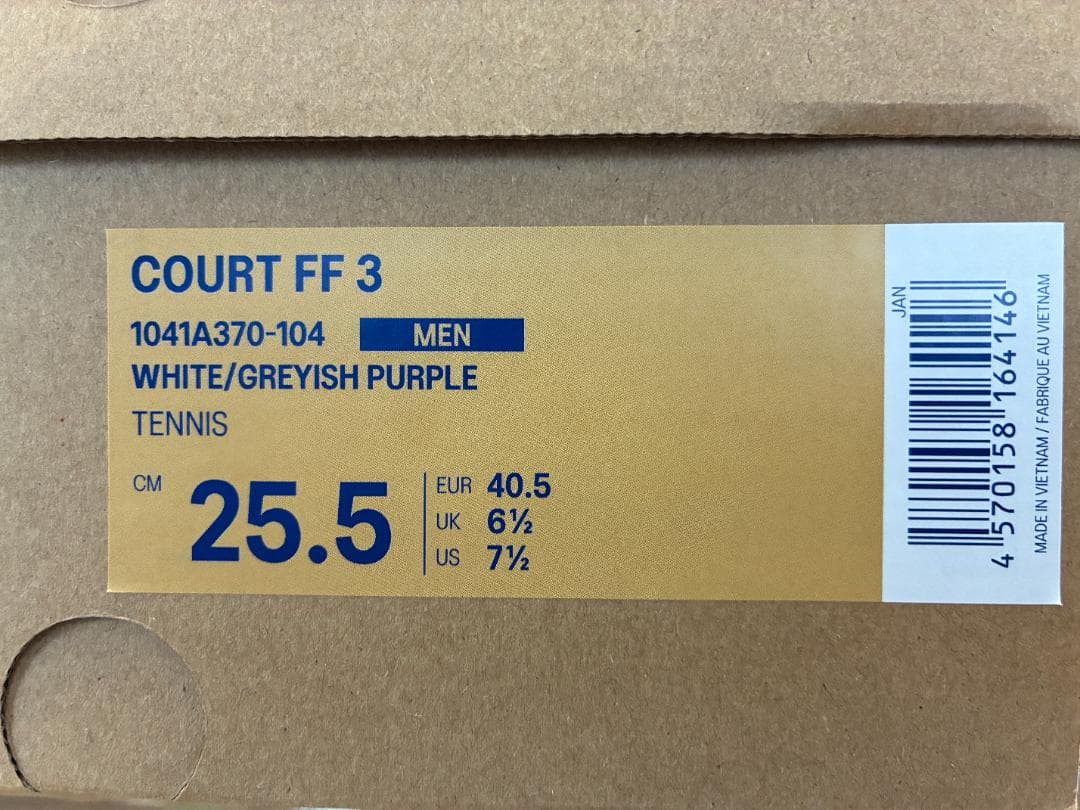 COURT FF 3
1041A370-104 MEN
WHITE/GREYISH PURPLE
TENNIS
CM 25.5
EUR 40.5
UK 6½
US 7½
JAN
4 570158 164146
MADE IN VIETNAM / FABRIQUE AU VIETNAM